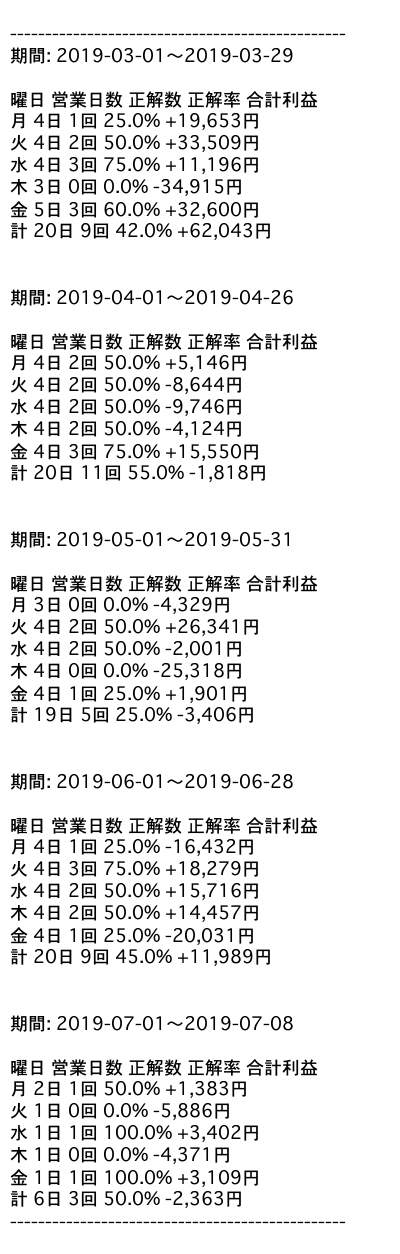 ------------------------------------------------
期間: 2019-03-01〜2019-03-29
曜日 営業日数 正解数 正解率 合計利益
月 4日 1回 25.0% +19,653円
火 4日 2回 50.0% +33,509円
水 4日 3回 75.0% +11,196円
木 3日 0回 0.0% -34,915円
金 5日 3回 60.0% +32,600円
計 20日 9回 42.0% +62,043円
期間: 2019-04-01〜2019-04-26
曜日 営業日数 正解数 正解率 合計利益
月 4日 2回 50.0% +5,146円
火 4日 2回 50.0% -8,644円
水 4日 2回 50.0% -9,746円
木 4日 2回 50.0% -4,124円
金 4日 3回 75.0% +15,550円
計 20日 11回 55.0% -1,818円
期間: 2019-05-01〜2019-05-31
曜日 営業日数 正解数 正解率 合計利益
月 3日 0回 0.0% -4,329円
火 4日 2回 50.0% +26,341円
水 4日 2回 50.0% -2,001円
木 4日 0回 0.0% -25,318円
金 4日 1回 25.0% +1,901円
計 19日 5回 25.0% -3,406円
期間: 2019-06-01〜2019-06-28
曜日 営業日数 正解数 正解率 合計利益
月 4日 1回 25.0% -16,432円
火 4日 3回 75.0% +18,279円
水 4日 2回 50.0% +15,716円
木 4日 2回 50.0% +14,457円
金 4日 1回 25.0% -20,031円
計 20日 9回 45.0% +11,989円
期間: 2019-07-01〜2019-07-08
曜日 営業日数 正解数 正解率 合計利益
月 2日 1回 50.0% +1,383円
火 1日 0回 0.0% -5,886円
水 1日 1回 100.0% +3,402円
木 1日 0回 0.0% -4,371円
金 1日 1回 100.0% +3,109円
計 6日 3回 50.0% -2,363円
------------------------------------------------